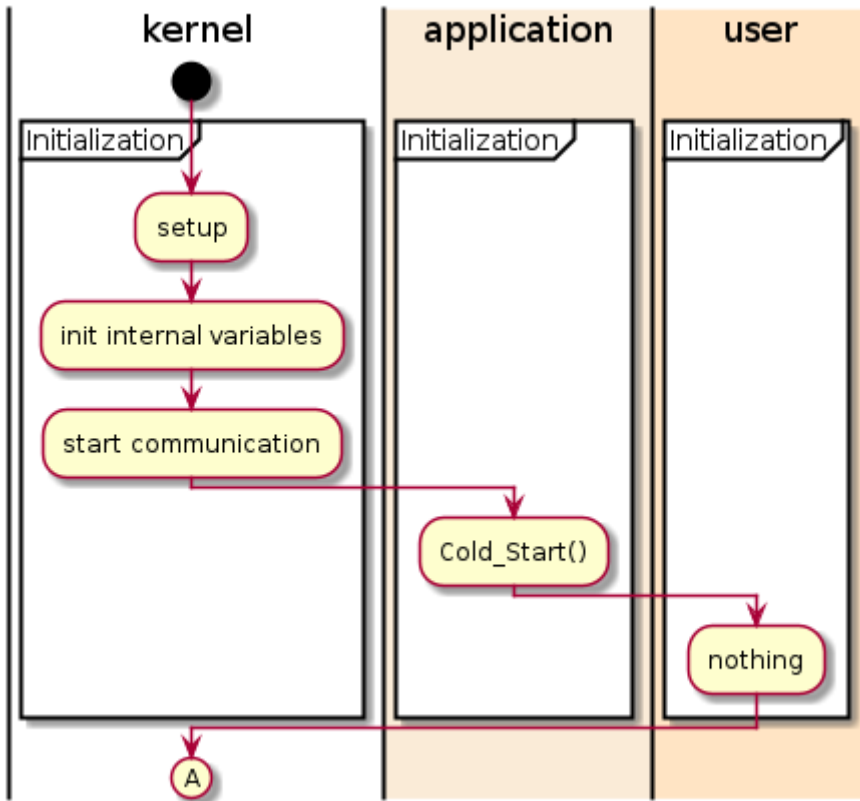 kernel
application
user
Initialization
Initialization
Initialization
setup
init internal variables
start communication
Cold_Start()
nothing
A